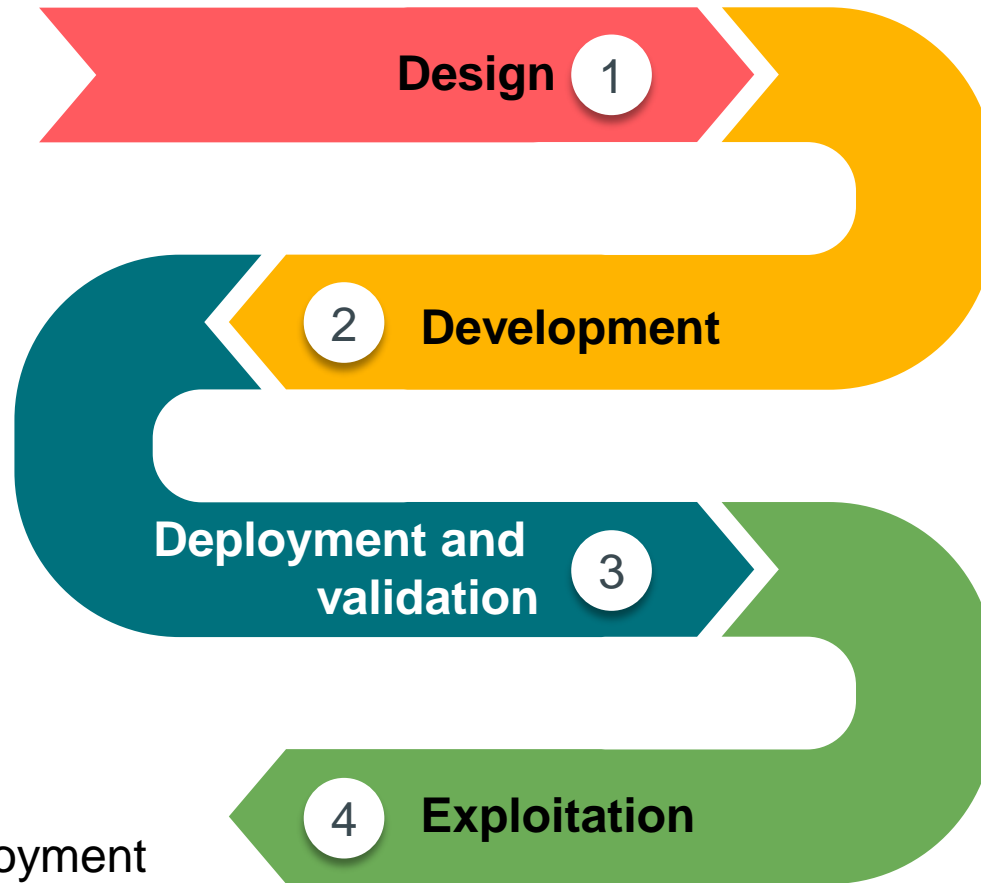 Design 1
2 Development
Deployment and
validation 3
4 Exploitation
oyment